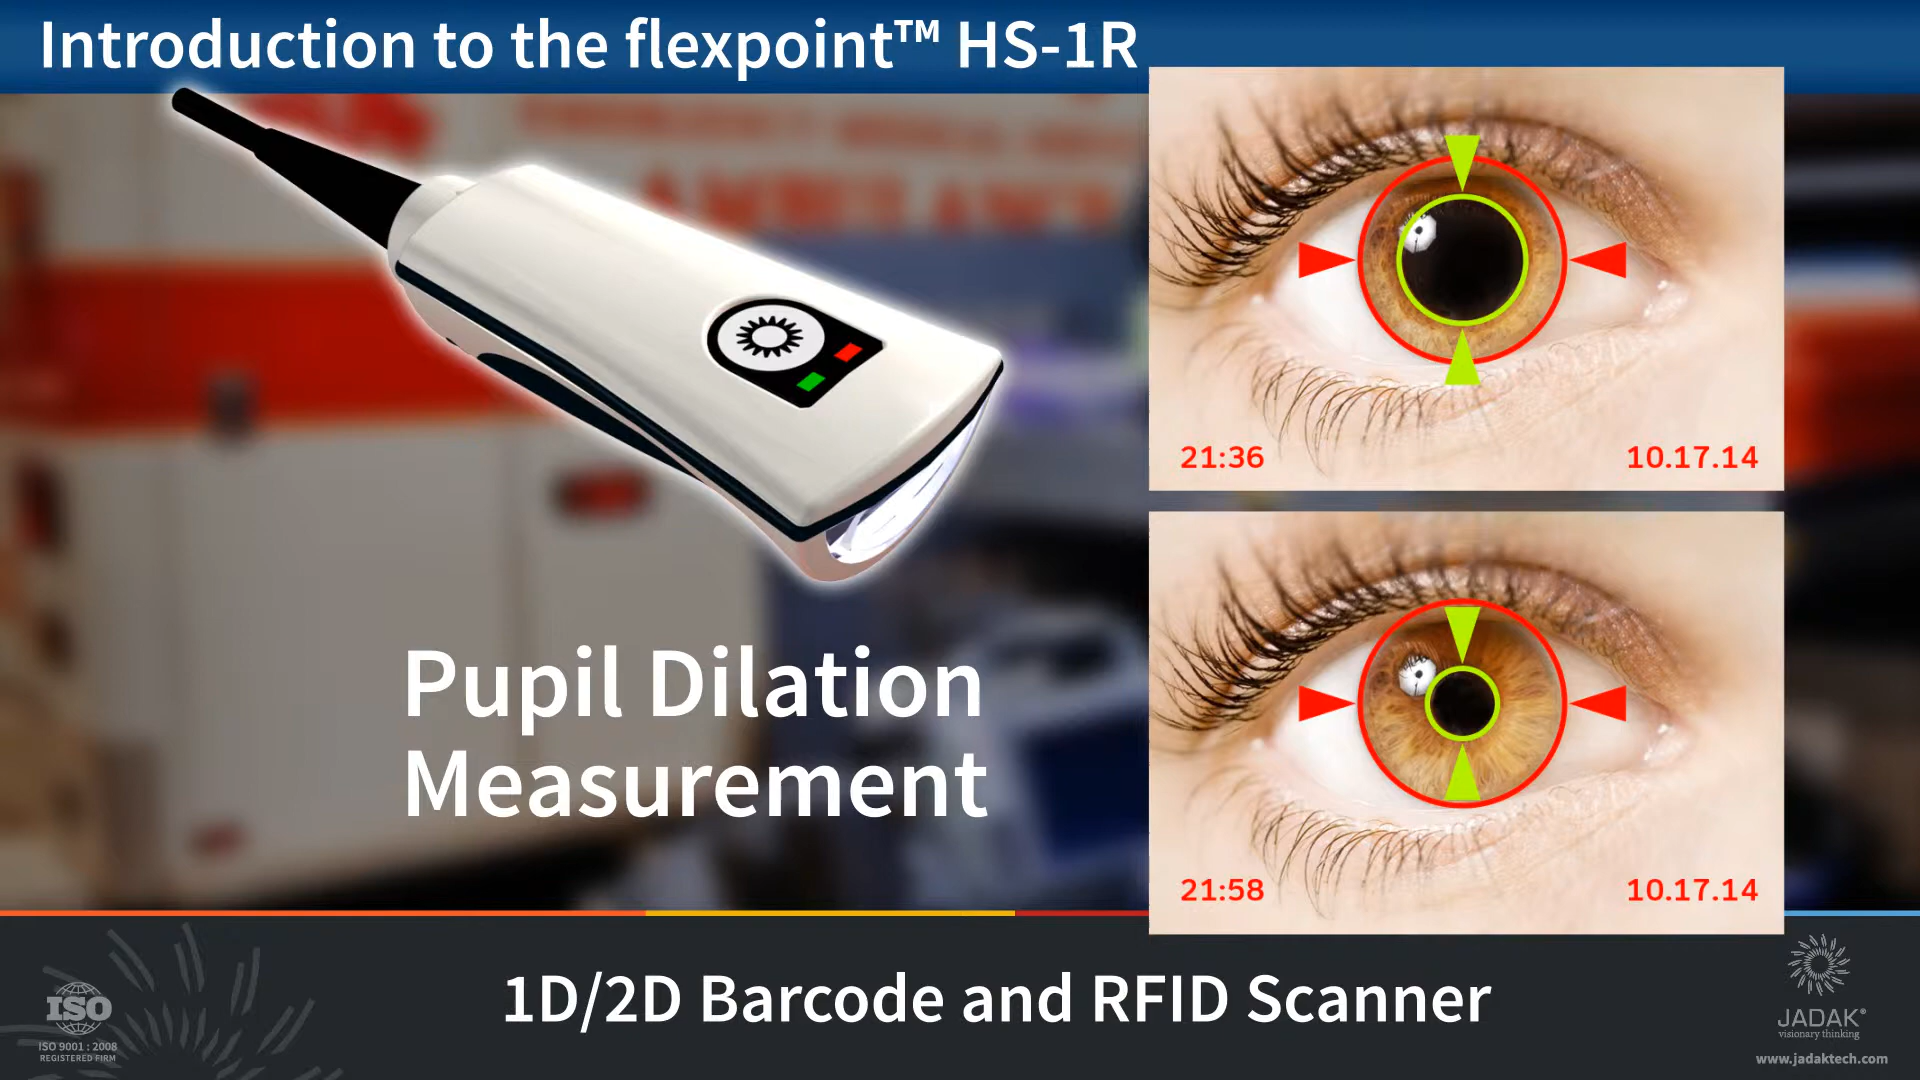 Introduction to the flexpoint™ HS-1R
21:36
10.17.14
Pupil Dilation
Measurement
21:58
10.17.14
1D/2D Barcode and RFID Scanner
ISO
ISO 9001 : 2008
REGISTERED FIRM
JADAK®
visionary thinking
www.jadaktech.com